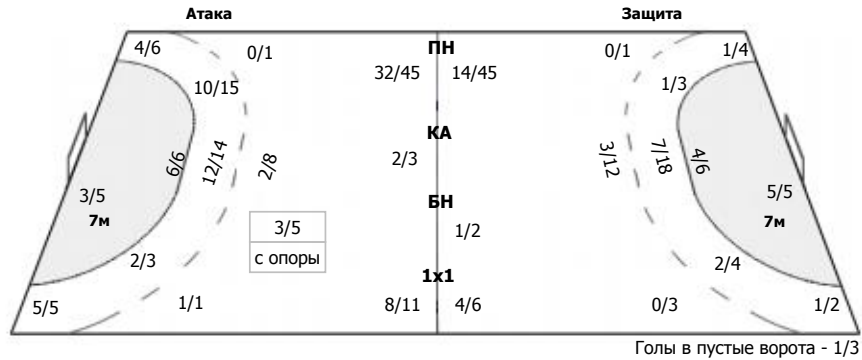 Атака Защита
4/6 0/1 ПН 0/1 1/4
10/15 32/45 14/45 1/3
КА
6/6 12/14 2/8 2/3 3/12 7/18 4/6
3/5 5/5
7м БН 7м
3/5 1/2
с опоры
2/3 2/4
1x1
5/5 1/1 8/11 4/6 0/3 1/2
Голы в пустые ворота - 1/3